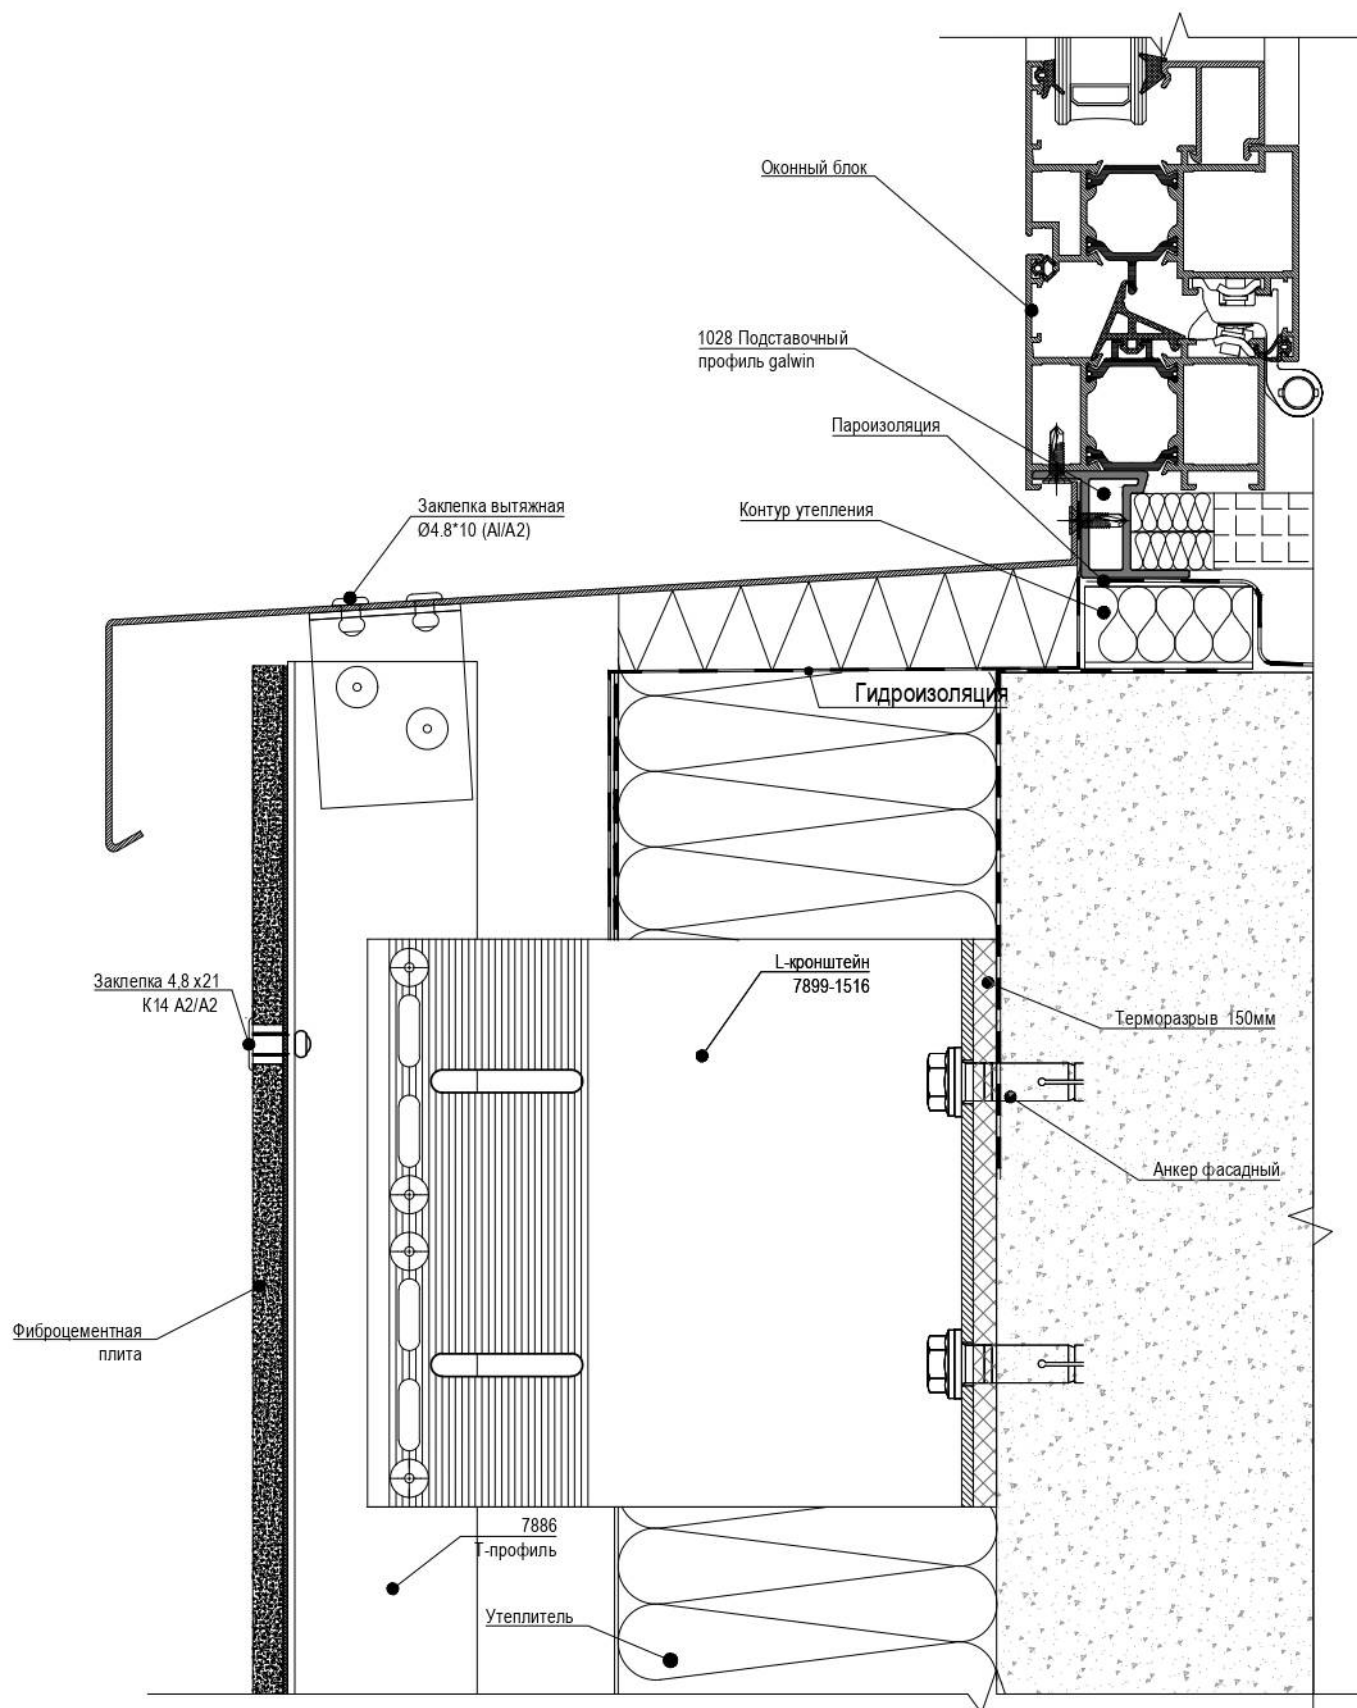 Оконный блок
1028 Подставочный
профиль galwin
Пароизоляция
Заклепка вытяжная
Ø4.8*10 (Al/A2)
Контур утепления
Гидроизоляция
L-кронштейн
7899-1516
Заклепка 4,8 x21
К14 А2/А2
Терморазрыв 150мм
Анкер фасадный
Фиброцементная
плита
7886
Т-профиль
Утеплитель